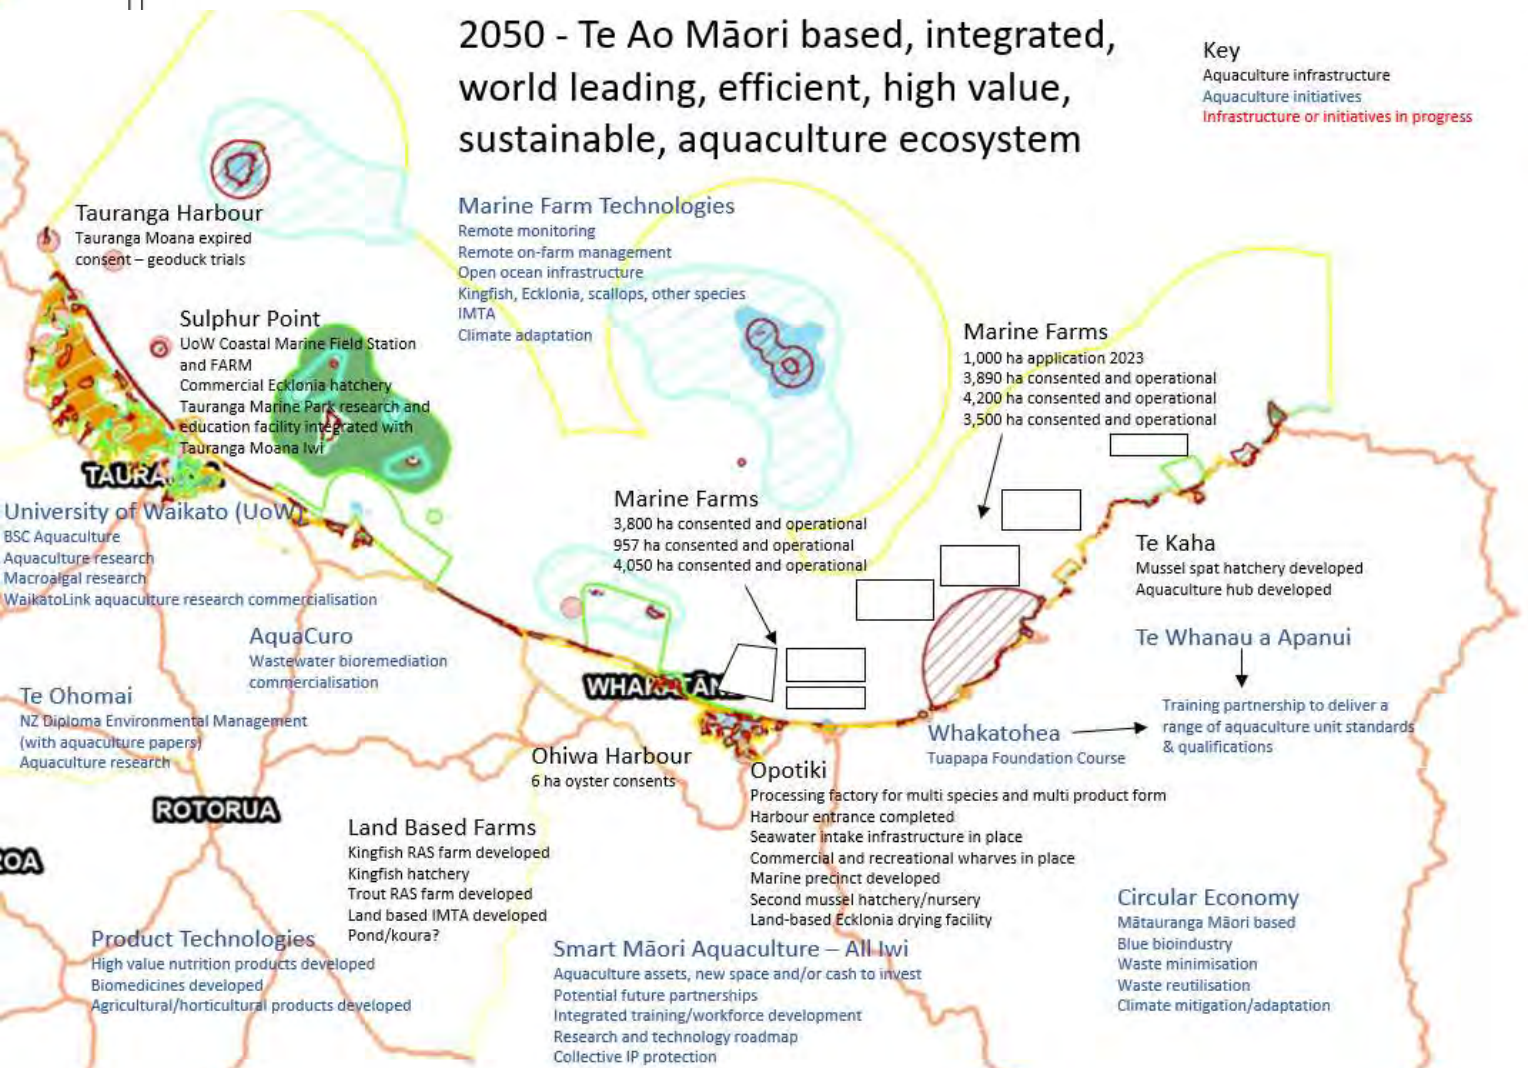 2050 - Te Ao Māori based, integrated,
world leading, efficient, high value,
sustainable, aquaculture ecosystem
Key
Aquaculture infrastructure
Aquaculture initiatives
Infrastructure or initiatives in progress
Tauranga Harbour
Tauranga Moana expired
consent – geoduck trials
Marine Farm Technologies
Remote monitoring
Remote on-farm management
Open ocean infrastructure
Kingfish, Ecklonia, scallops, other species
IMTA
Climate adaptation
Sulphur Point
UoW Coastal Marine Field Station
and FARM
Commercial Ecklonia hatchery
Tauranga Marine Park research and
education facility integrated with
Tauranga Moana Iwi
Marine Farms
1,000 ha application 2023
3,890 ha consented and operational
4,200 ha consented and operational
3,500 ha consented and operational
Marine Farms
3,800 ha consented and operational
957 ha consented and operational
4,050 ha consented and operational
TAURA
University of Waikato (UoW)
BSC Aquaculture
Aquaculture research
Macroalgal research
WaikatoLink aquaculture research commercialisation
Te Kaha
Mussel spat hatchery developed
Aquaculture hub developed
AquaCuro
Wastewater bioremediation
commercialisation
Te Whanau a Apanui
Training partnership to deliver a
range of aquaculture unit standards
& qualifications
WHAKATĀN
Te Ohomai
NZ Diploma Environmental Management
(with aquaculture papers)
Aquaculture research
Whakatohea
Tuapapa Foundation Course
Ohiwa Harbour
6 ha oyster consents
Opotiki
Processing factory for multi species and multi product form
Harbour entrance completed
Seawater intake infrastructure in place
Commercial and recreational wharves in place
Marine precinct developed
Second mussel hatchery/nursery
Land-based Ecklonia drying facility
ROTORUA
OA
Land Based Farms
Kingfish RAS farm developed
Kingfish hatchery
Trout RAS farm developed
Land based IMTA developed
Pond/koura?
Circular Economy
Mātauranga Māori based
Blue bioindustry
Waste minimisation
Waste reutilisation
Climate mitigation/adaptation
Product Technologies
High value nutrition products developed
Biomedicines developed
Agricultural/horticultural products developed
Smart Māori Aquaculture – All Iwi
Aquaculture assets, new space and/or cash to invest
Potential future partnerships
Integrated training/workforce development
Research and technology roadmap
Collective IP protection